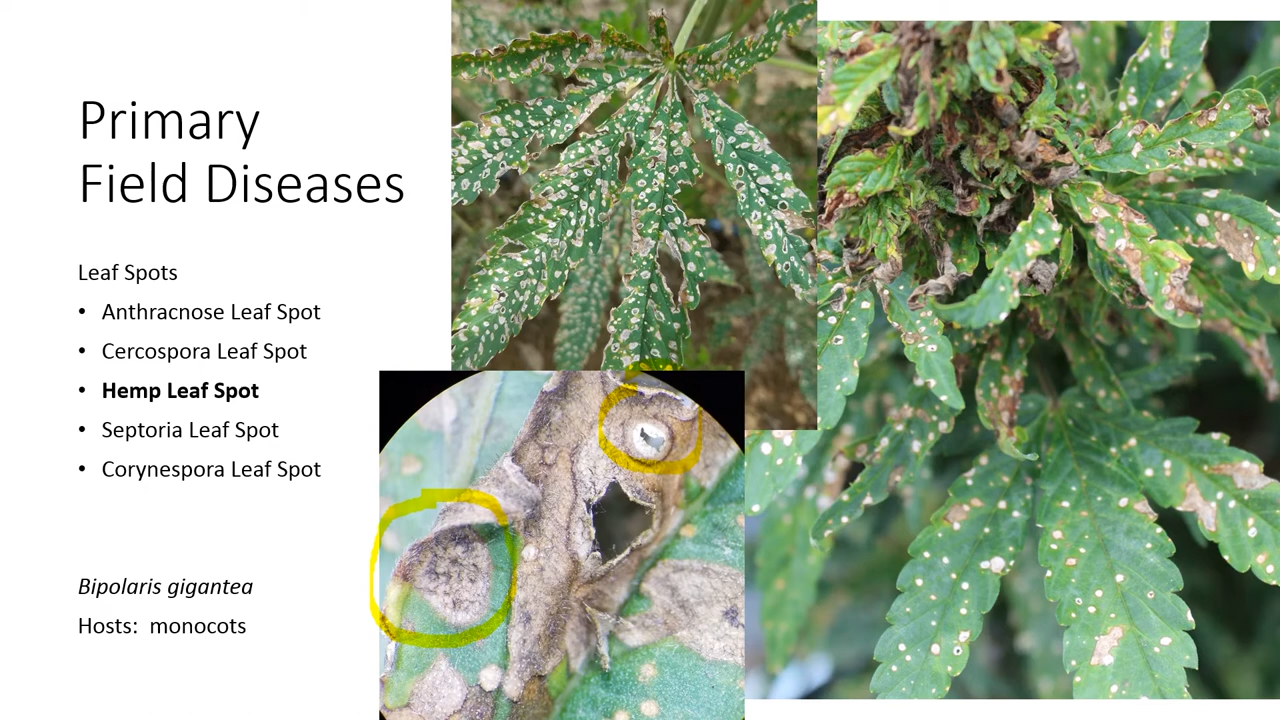 Primary
Field Diseases
Leaf Spots
• Anthracnose Leaf Spot
• Cercospora Leaf Spot
• Hemp Leaf Spot
• Septoria Leaf Spot
• Corynespora Leaf Spot
Bipolaris gigantea
Hosts: monocots